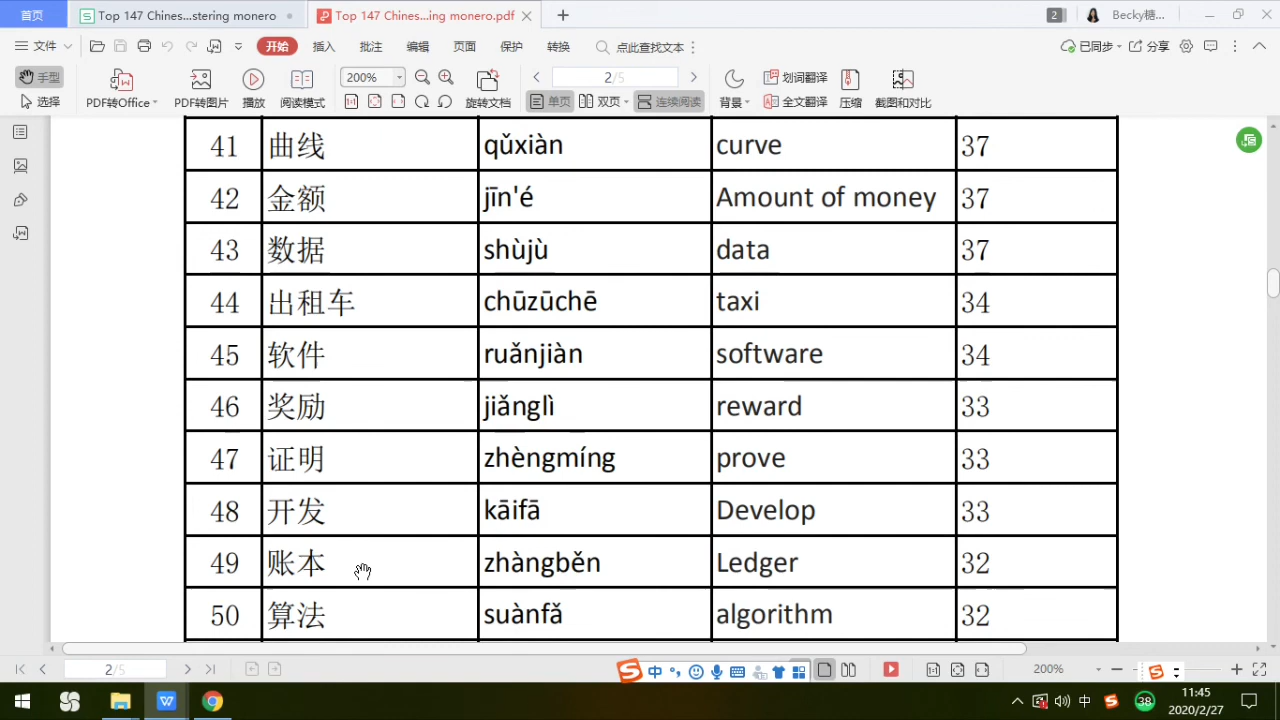 首页 Top 147 Chines...stering monero Top 147 Chines...ing monero.pdf 2 Becky糖...
文件 开始 插入 批注 编辑 页面 保护 转换 点此查找文本 已同步 分享
手型 选择 PDF转Office PDF转图片 播放 阅读模式 200% 旋转文档 2/5 单页 双页 连续阅读 背景 划词翻译 全文翻译 压缩 截图和对比
41 曲线 qǔxiàn curve 37
42 金额 jīn'é Amount of money 37
43 数据 shùjù data 37
44 出租车 chūzūchē taxi 34
45 软件 ruǎnjiàn software 34
46 奖励 jiǎnglì reward 33
47 证明 zhèngmíng prove 33
48 开发 kāifā Develop 33
49 账本 zhàngběn Ledger 32
50 算法 suànfǎ algorithm 32
2/5 中 200%
中 38 11:45
2020/2/27